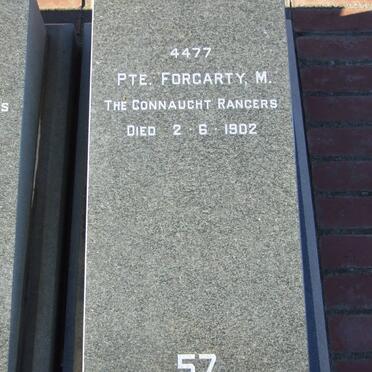 4477
PTE. FORGARTY, M.
THE CONNAUGHT RANGERS
DIED 2·6·1902
57
S